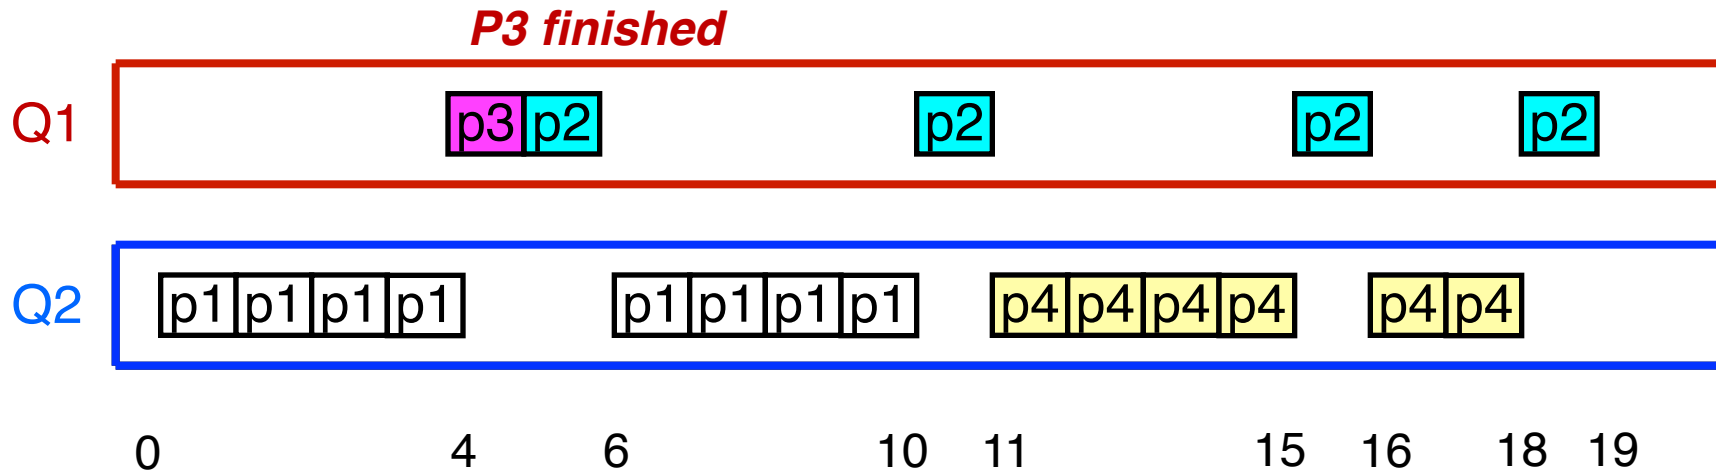 P3 finished
Q1 p3 p2 p2 p2 p2
Q2 p1 p1 p1 p1 p1 p1 p1 p1 p4 p4 p4 p4 p4 p4
0 4 6 10 11 15 16 18 19